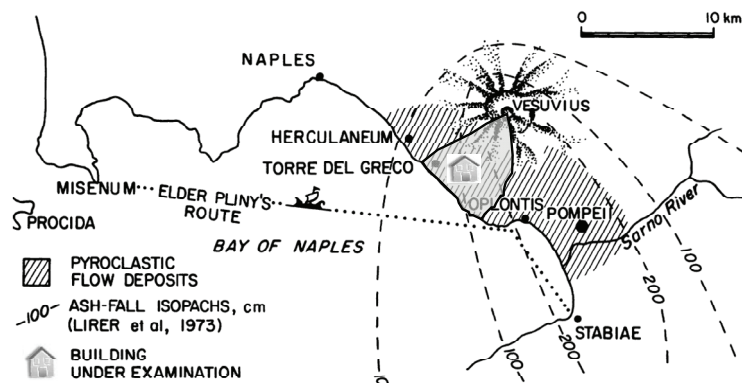 0 10 km
NAPLES
VESUVIUS
HERCULANEUM
TORRE DEL GRECO
MISENUM
ELDER PLINY'S
ROUTE
OPLONTIS
POMPEII
Sarno River
PROCIDA
BAY OF NAPLES
PYROCLASTIC
FLOW DEPOSITS
-100- ASH-FALL ISOPACHS, cm
(LIRER et al, 1973)
BUILDING
UNDER EXAMINATION
STABIAE
100
200
100
200